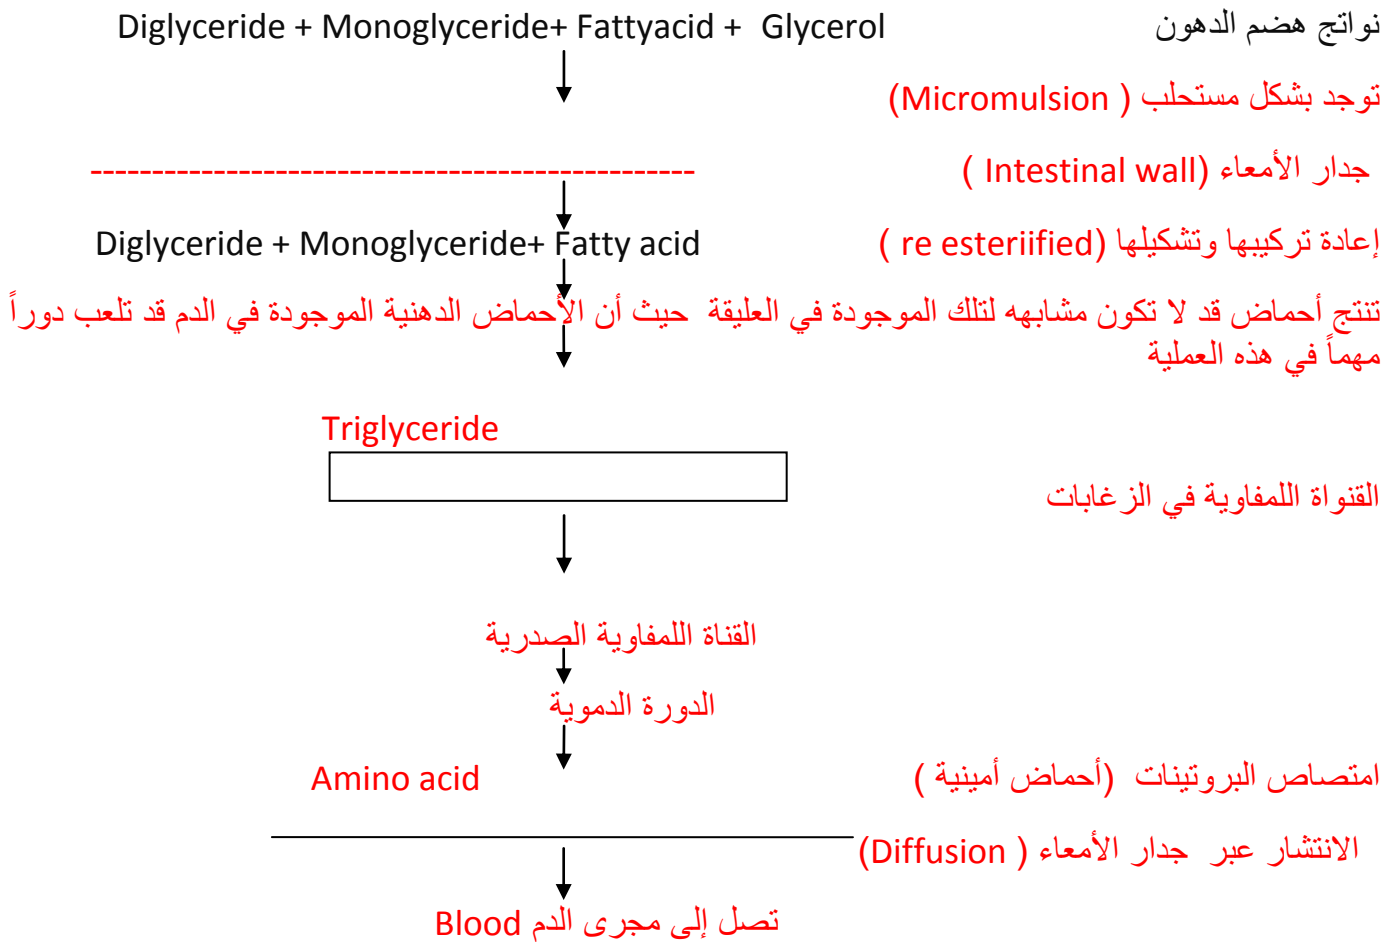 نواتج هضم الدهون Diglyceride + Monoglyceride+ Fattyacid + Glycerol
توجد بشكل مستحلب ( Micromulsion)
جدار الأمعاء (Intestinal wall ) -------------------------------------------------
إعادة تركيبها وتشكيلها (re esteriified ) Diglyceride + Monoglyceride+ Fatty acid
تنتج أحماض قد لا تكون مشابهه لتلك الموجودة في العليقة حيث أن الأحماض الدهنية الموجودة في الدم قد تلعب دوراً
مهماً في هذه العملية
Triglyceride
القنواة اللمفاوية في الزغابات
القناة اللمفاوية الصدرية
الدورة الدموية
امتصاص البروتينات (أحماض أمينية ) Amino acid
الانتشار عبر جدار الأمعاء ( Diffusion)
تصل إلى مجرى الدم Blood